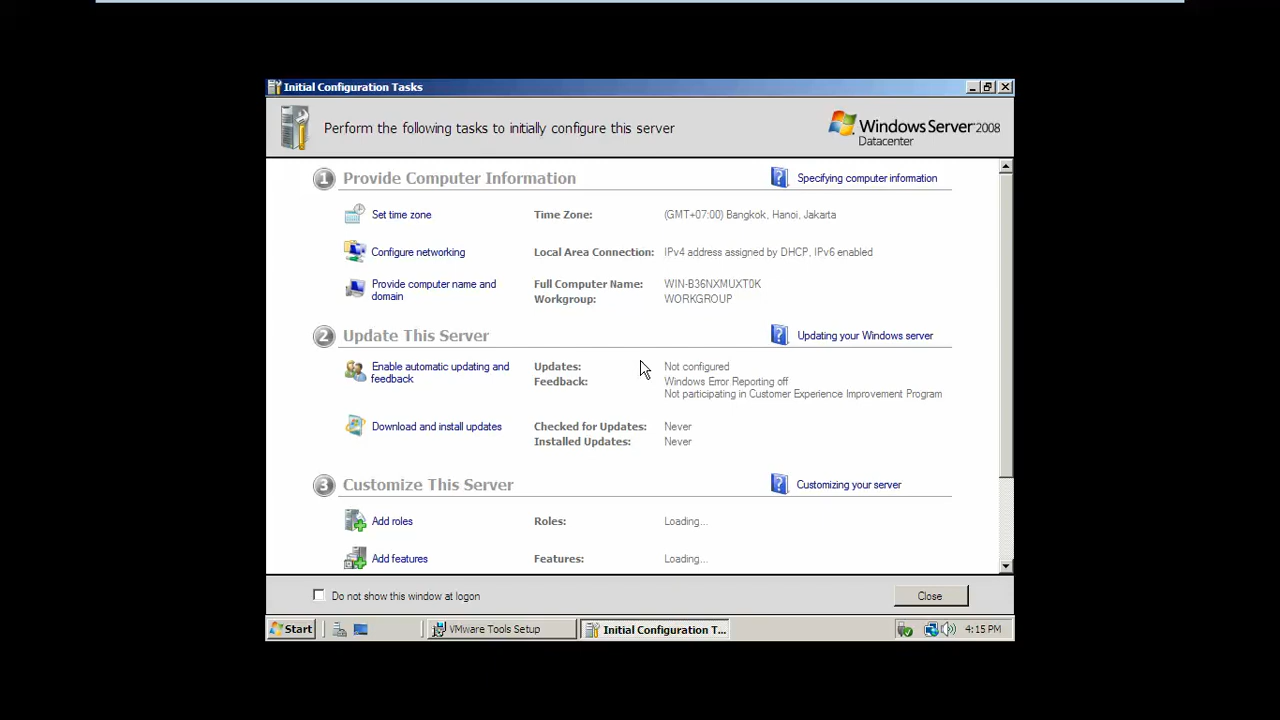 Initial Configuration Tasks
Perform the following tasks to initially configure this server
Windows Server 2008
Datacenter
1 Provide Computer Information
Specifying computer information
Set time zone
Time Zone: (GMT+07:00) Bangkok, Hanoi, Jakarta
Configure networking
Local Area Connection: IPv4 address assigned by DHCP, IPv6 enabled
Provide computer name and
domain
Full Computer Name: WIN-B36NXMUXT0K
Workgroup: WORKGROUP
2 Update This Server
Updating your Windows server
Enable automatic updating and
feedback
Updates: Not configured
Feedback: Windows Error Reporting off
Not participating in Customer Experience Improvement Program
Download and install updates
Checked for Updates: Never
Installed Updates: Never
3 Customize This Server
Customizing your server
Add roles
Roles: Loading...
Add features
Features: Loading...
Do not show this window at logon
Close
Start
VMware Tools Setup
Initial Configuration T...
4:15 PM